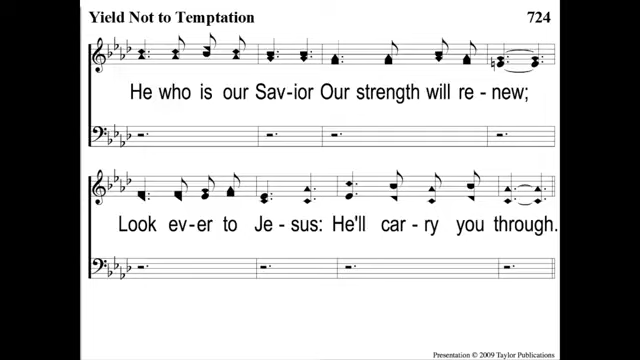 Yield Not to Temptation 724
He who is our Sav-ior Our strength will re - new;
Look ev-er to Je - sus: He'll car - ry you through.
Presentation © 2009 Taylor Publications